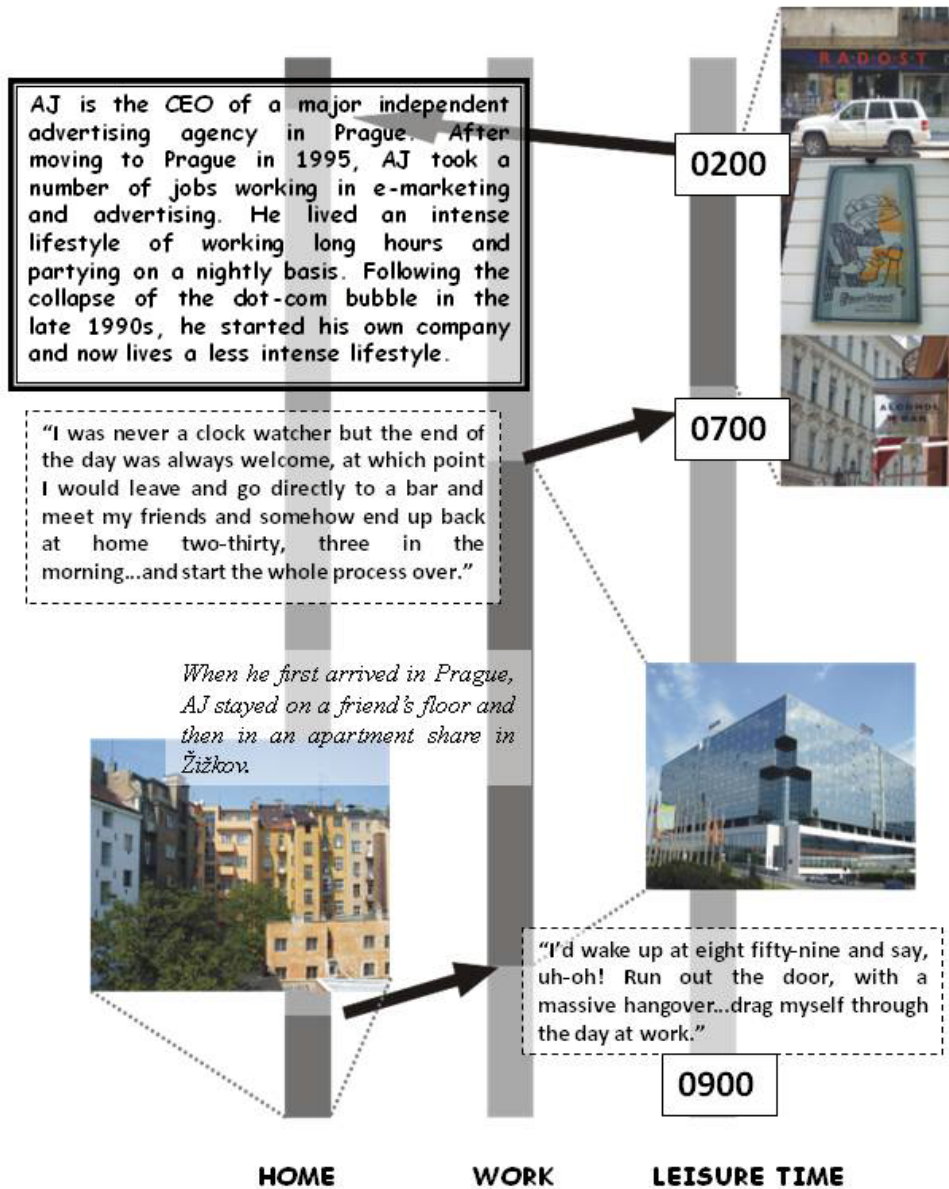 RADOST
AJ is the CEO of a major independent
advertising agency in Prague. After
moving to Prague in 1995, AJ took a
number of jobs working in e-marketing
and advertising. He lived an intense
lifestyle of working long hours and
partying on a nightly basis. Following the
collapse of the dot-com bubble in the
late 1990s, he started his own company
and now lives a less intense lifestyle.
0200
0700
ALCOHOL
BAR
“I was never a clock watcher but the end of
the day was always welcome, at which point
I would leave and go directly to a bar and
meet my friends and somehow end up back
at home two-thirty, three in the
morning...and start the whole process over.”
When he first arrived in Prague,
AJ stayed on a friend’s floor and
then in an apartment share in
Žižkov.
“I’d wake up at eight fifty-nine and say,
uh-oh! Run out the door, with a
massive hangover...drag myself through
the day at work.”
0900
HOME WORK LEISURE TIME